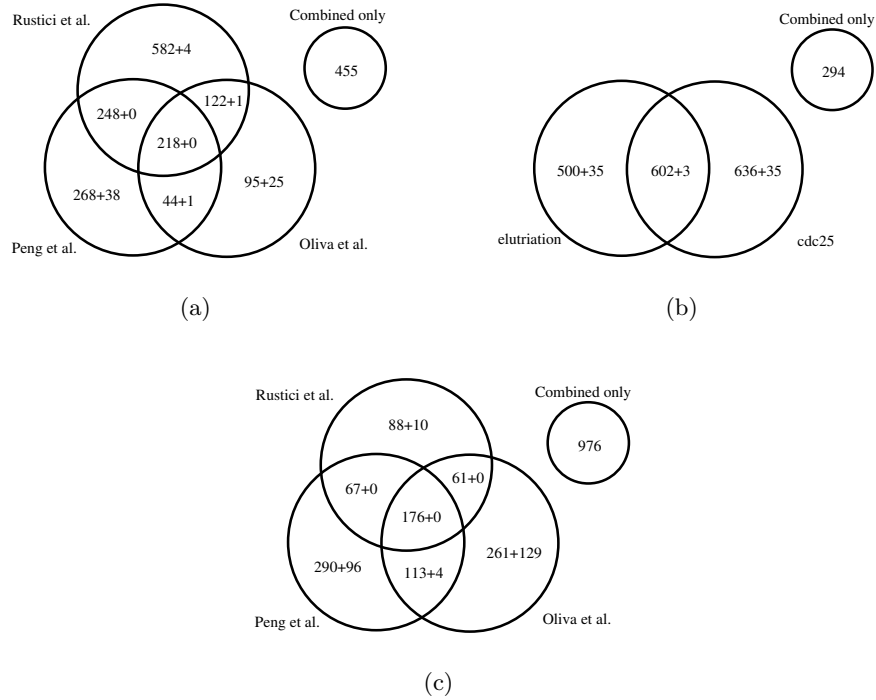 Rustici et al.
582+4
Combined only
455
248+0
122+1
218+0
268+38
44+1
95+25
Peng et al.
Oliva et al.
(a)
Combined only
294
500+35
602+3
636+35
elutriation
cdc25
(b)
Rustici et al.
88+10
Combined only
976
67+0
61+0
176+0
290+96
113+4
261+129
Peng et al.
Oliva et al.
(c)